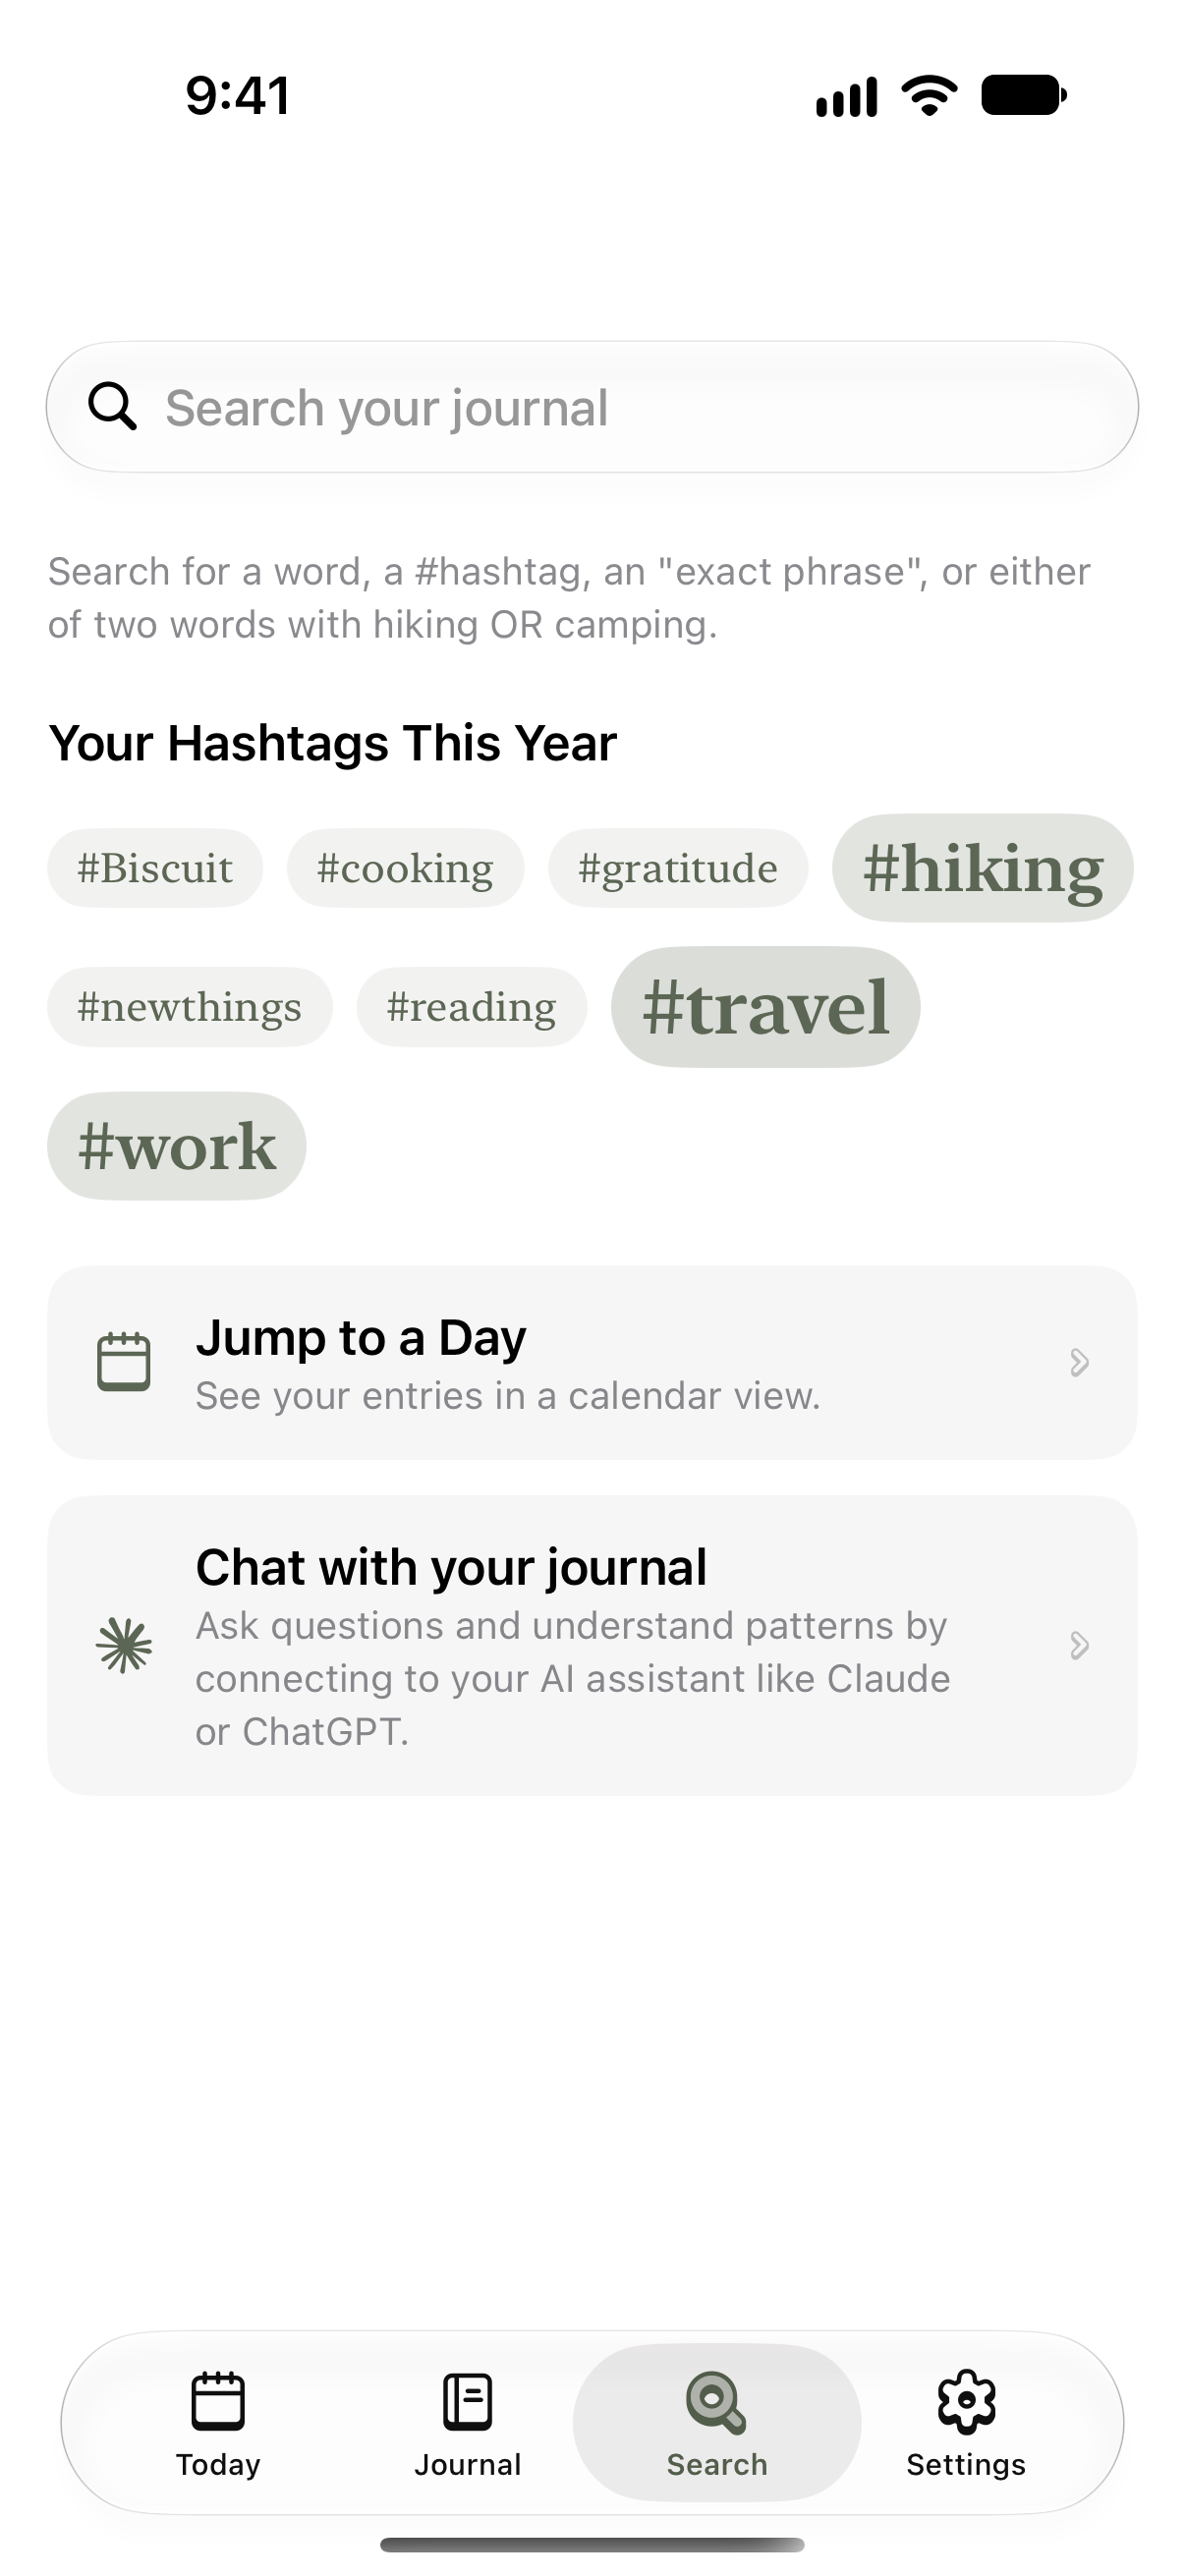 9:41
Search your journal
Search for a word, a #hashtag, an "exact phrase", or either
of two words with hiking OR camping.
Your Hashtags This Year
#Biscuit #cooking #gratitude #hiking
#newthings #reading #travel
#work
Jump to a Day
See your entries in a calendar view.
Chat with your journal
Ask questions and understand patterns by
connecting to your AI assistant like Claude
or ChatGPT.
Today Journal Search Settings